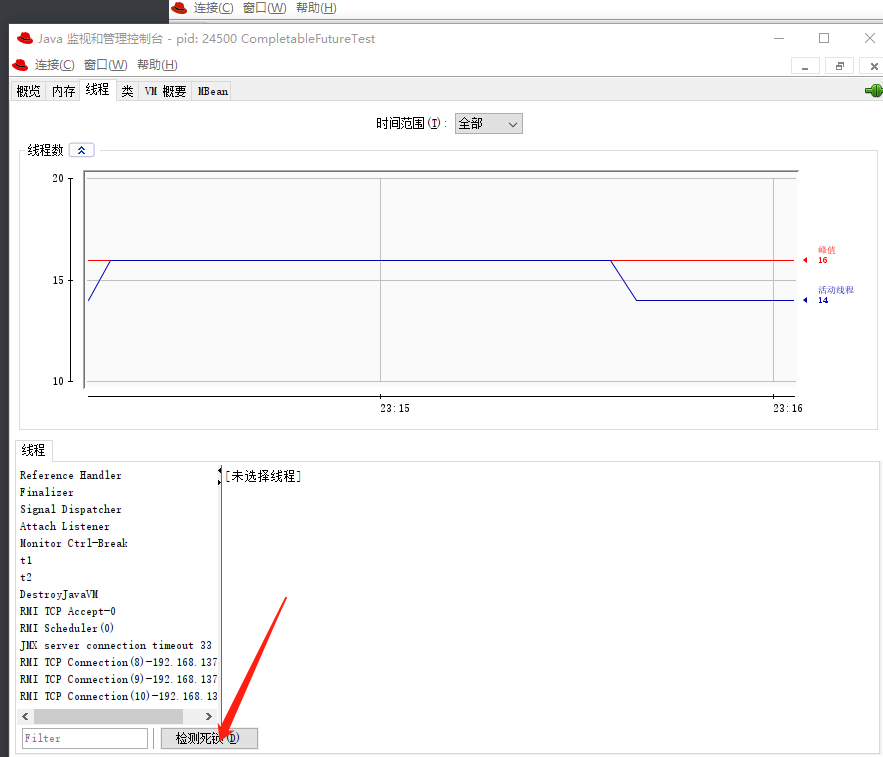 连接(C) 窗口(W) 帮助(H)
Java 监视和管理控制台 - pid: 24500 CompletableFutureTest
连接(C) 窗口(W) 帮助(H)
概览 内存 线程 类 VM 概要 MBean
时间范围(T): 全部
线程数
20
15
10
峰值
16
活动线程
14
23:15 23:16
线程
Reference Handler
Finalizer
Signal Dispatcher
Attach Listener
Monitor Ctrl-Break
t1
t2
DestroyJavaVM
RMI TCP Accept-0
RMI Scheduler(0)
JMX server connection timeout 33
RMI TCP Connection(8)-192.168.137
RMI TCP Connection(9)-192.168.137
RMI TCP Connection(10)-192.168.13
[未选择线程]
Filter
检测死锁(D)